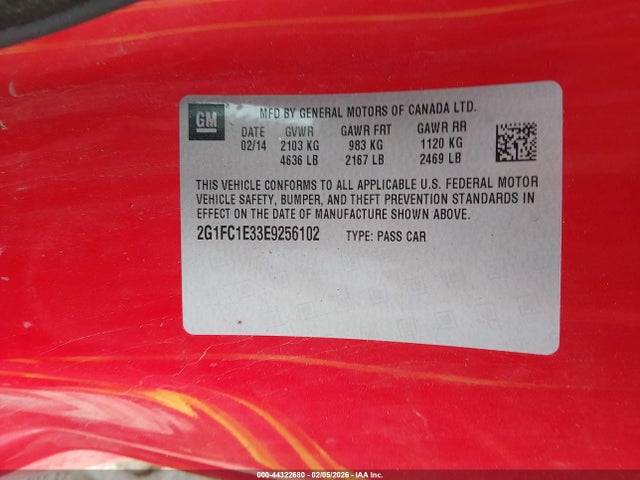 GM
MFD BY GENERAL MOTORS OF CANADA LTD.
DATE GVWR GAWR FRT GAWR RR
02/14 2103 KG 983 KG 1120 KG
4636 LB 2167 LB 2469 LB
THIS VEHICLE CONFORMS TO ALL APPLICABLE U.S. FEDERAL MOTOR
VEHICLE SAFETY, BUMPER, AND THEFT PREVENTION STANDARDS IN
EFFECT ON THE DATE OF MANUFACTURE SHOWN ABOVE.
2G1FC1E33E9256102 TYPE: PASS CAR
000-44322680 - 02/05/2026 - IAA Inc.